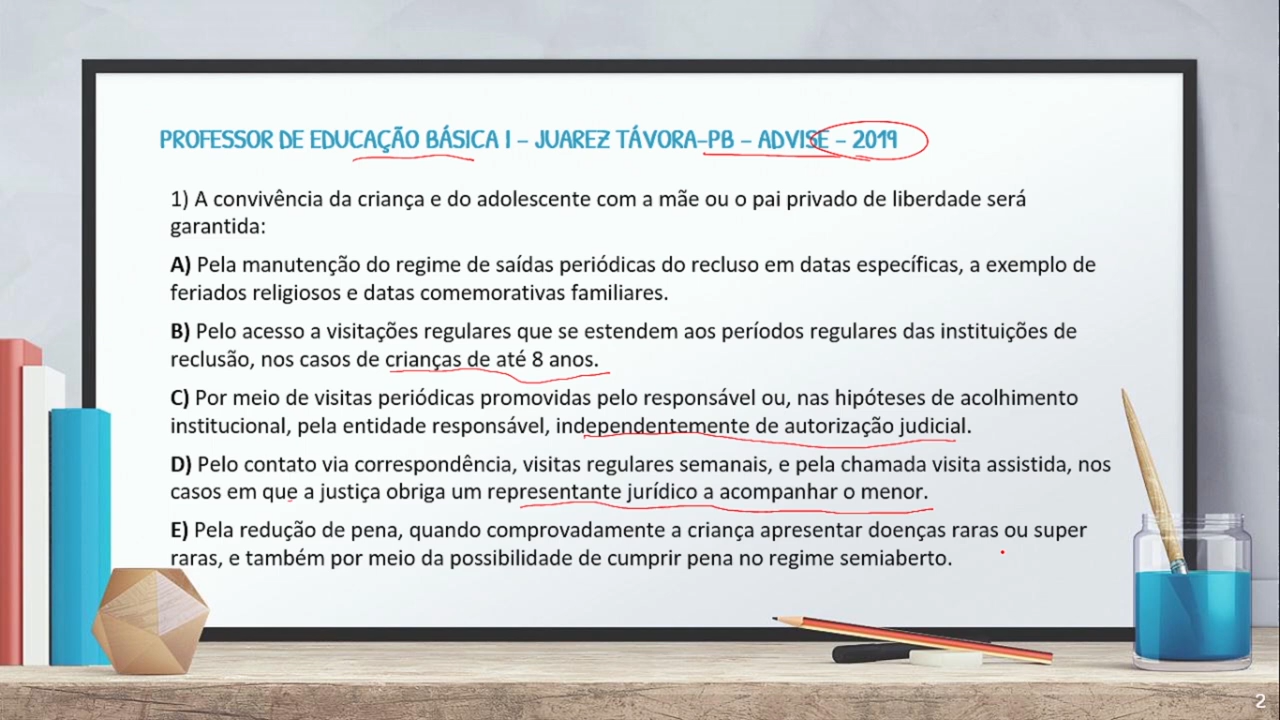 PROFESSOR DE EDUCAÇÃO BÁSICA I – JUAREZ TÁVORA-PB – ADVISE – 2019
1) A convivência da criança e do adolescente com a mãe ou o pai privado de liberdade será
garantida:
A) Pela manutenção do regime de saídas periódicas do recluso em datas específicas, a exemplo de
feriados religiosos e datas comemorativas familiares.
B) Pelo acesso a visitações regulares que se estendem aos períodos regulares das instituições de
reclusão, nos casos de crianças de até 8 anos.
C) Por meio de visitas periódicas promovidas pelo responsável ou, nas hipóteses de acolhimento
institucional, pela entidade responsável, independentemente de autorização judicial.
D) Pelo contato via correspondência, visitas regulares semanais, e pela chamada visita assistida, nos
casos em que a justiça obriga um representante jurídico a acompanhar o menor.
E) Pela redução de pena, quando comprovadamente a criança apresentar doenças raras ou super
raras, e também por meio da possibilidade de cumprir pena no regime semiaberto.
2